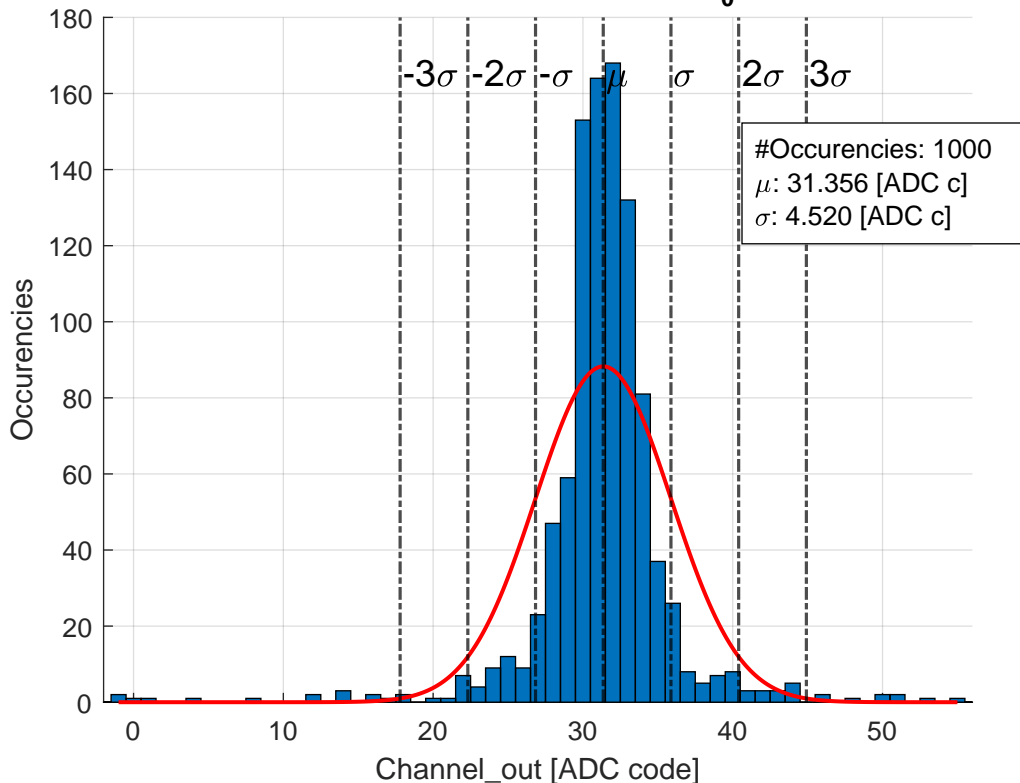 0
180
160
140
120
100
80
60
40
20
0
-3σ -2σ -σ μ σ 2σ 3σ
#Occurencies: 1000
μ: 31.356 [ADC c]
σ: 4.520 [ADC c]
Occurencies
0 10 20 30 40 50
Channel_out [ADC code]